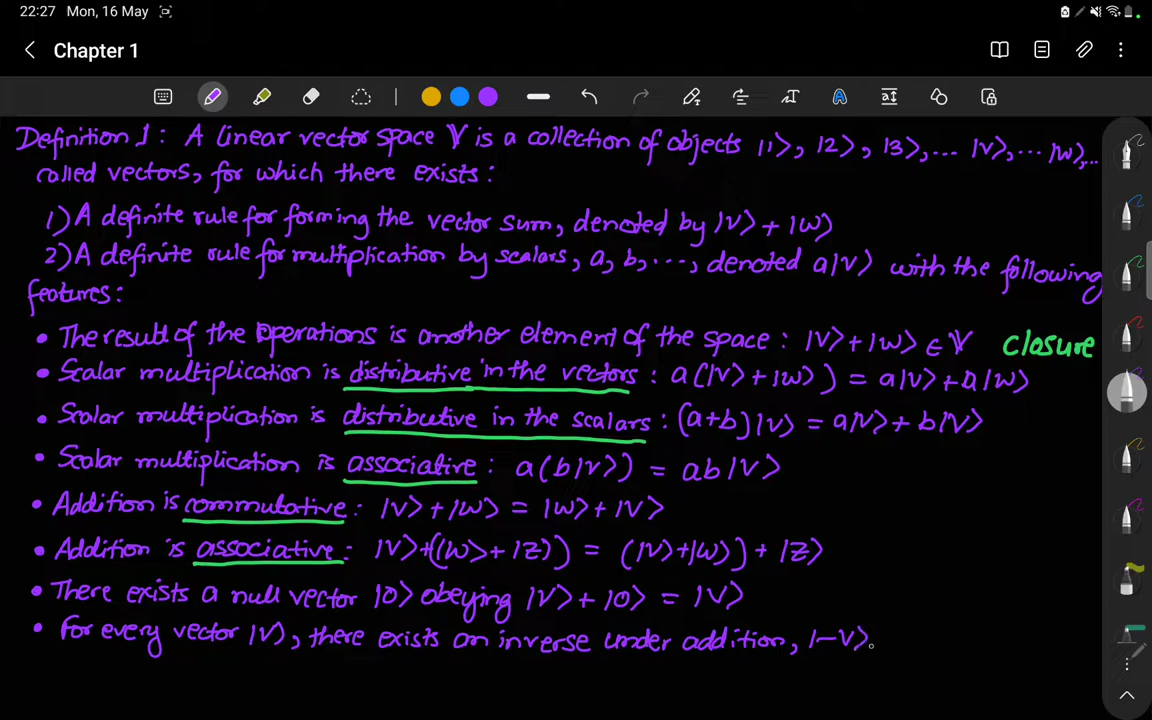 22:27 Mon, 16 May
Chapter 1
Definition 1: A linear vector space 𝕍 is a collection of objects |1>, |2>, |3>,... |V>,... |W>,...
called vectors, for which there exists:
1) A definite rule for forming the vector sum, denoted by |V> + |W>
2) A definite rule for multiplication by scalars, a, b, ..., denoted a|V> with the following
features:
• The result of the operations is another element of the space: |V> + |W> ∈ 𝕍 closure
• Scalar multiplication is distributive in the vectors: a(|V> + |W>) = a|V> + a|W>
• Scalar multiplication is distributive in the scalars: (a+b)|V> = a|V> + b|V>
• Scalar multiplication is associative: a(b|V>) = ab|V>
• Addition is commutative: |V> + |W> = |W> + |V>
• Addition is associative: |V> + (|W> + |Z>) = (|V> + |W>) + |Z>
• There exists a null vector |0> obeying |V> + |0> = |V>
• For every vector |V>, there exists an inverse under addition, |-V>.